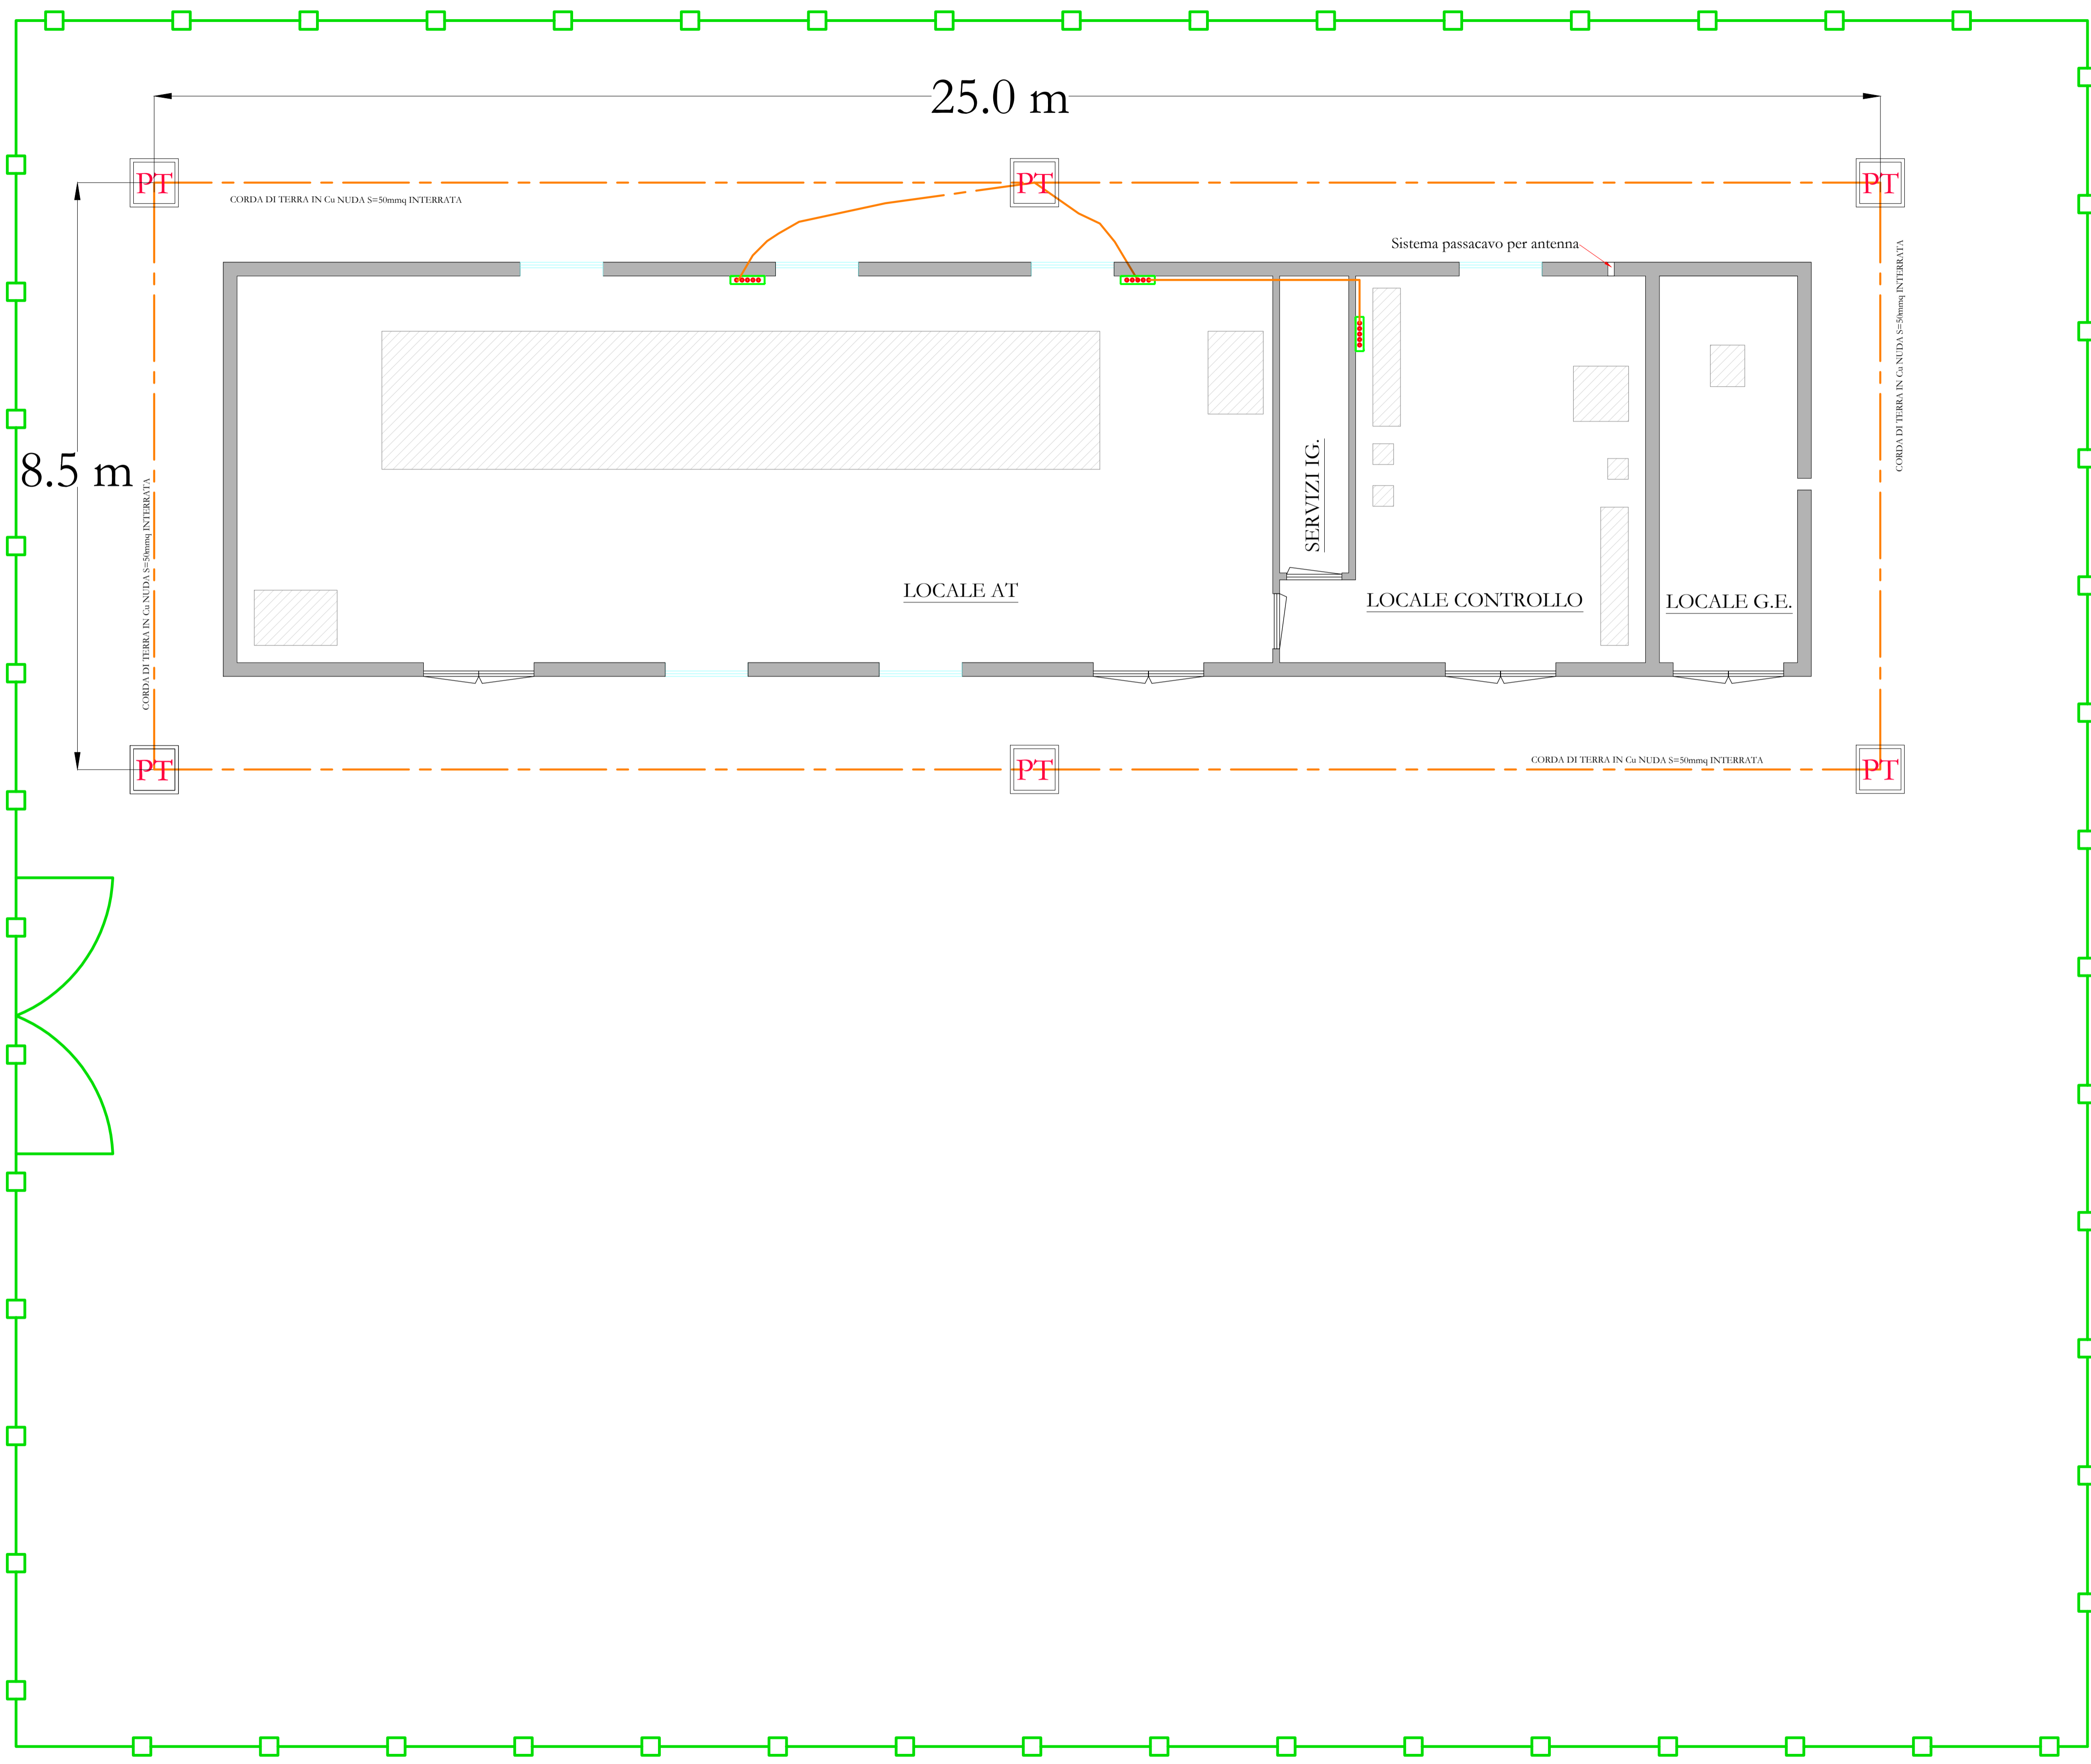 25.0 m
PT
PT
PT
CORDA DI TERRA IN Cu NUDA S=50mmq INTERRATA
Sistema passacavo per antenna
CORDA DI TERRA IN Cu NUDA S=50mmq INTERRATA
8.5 m
CORDA DI TERRA IN Cu NUDA S=50mmq INTERRATA
SERVIZI IG.
LOCALE AT
LOCALE CONTROLLO
LOCALE G.E.
CORDA DI TERRA IN Cu NUDA S=50mmq INTERRATA
PT
PT
PT